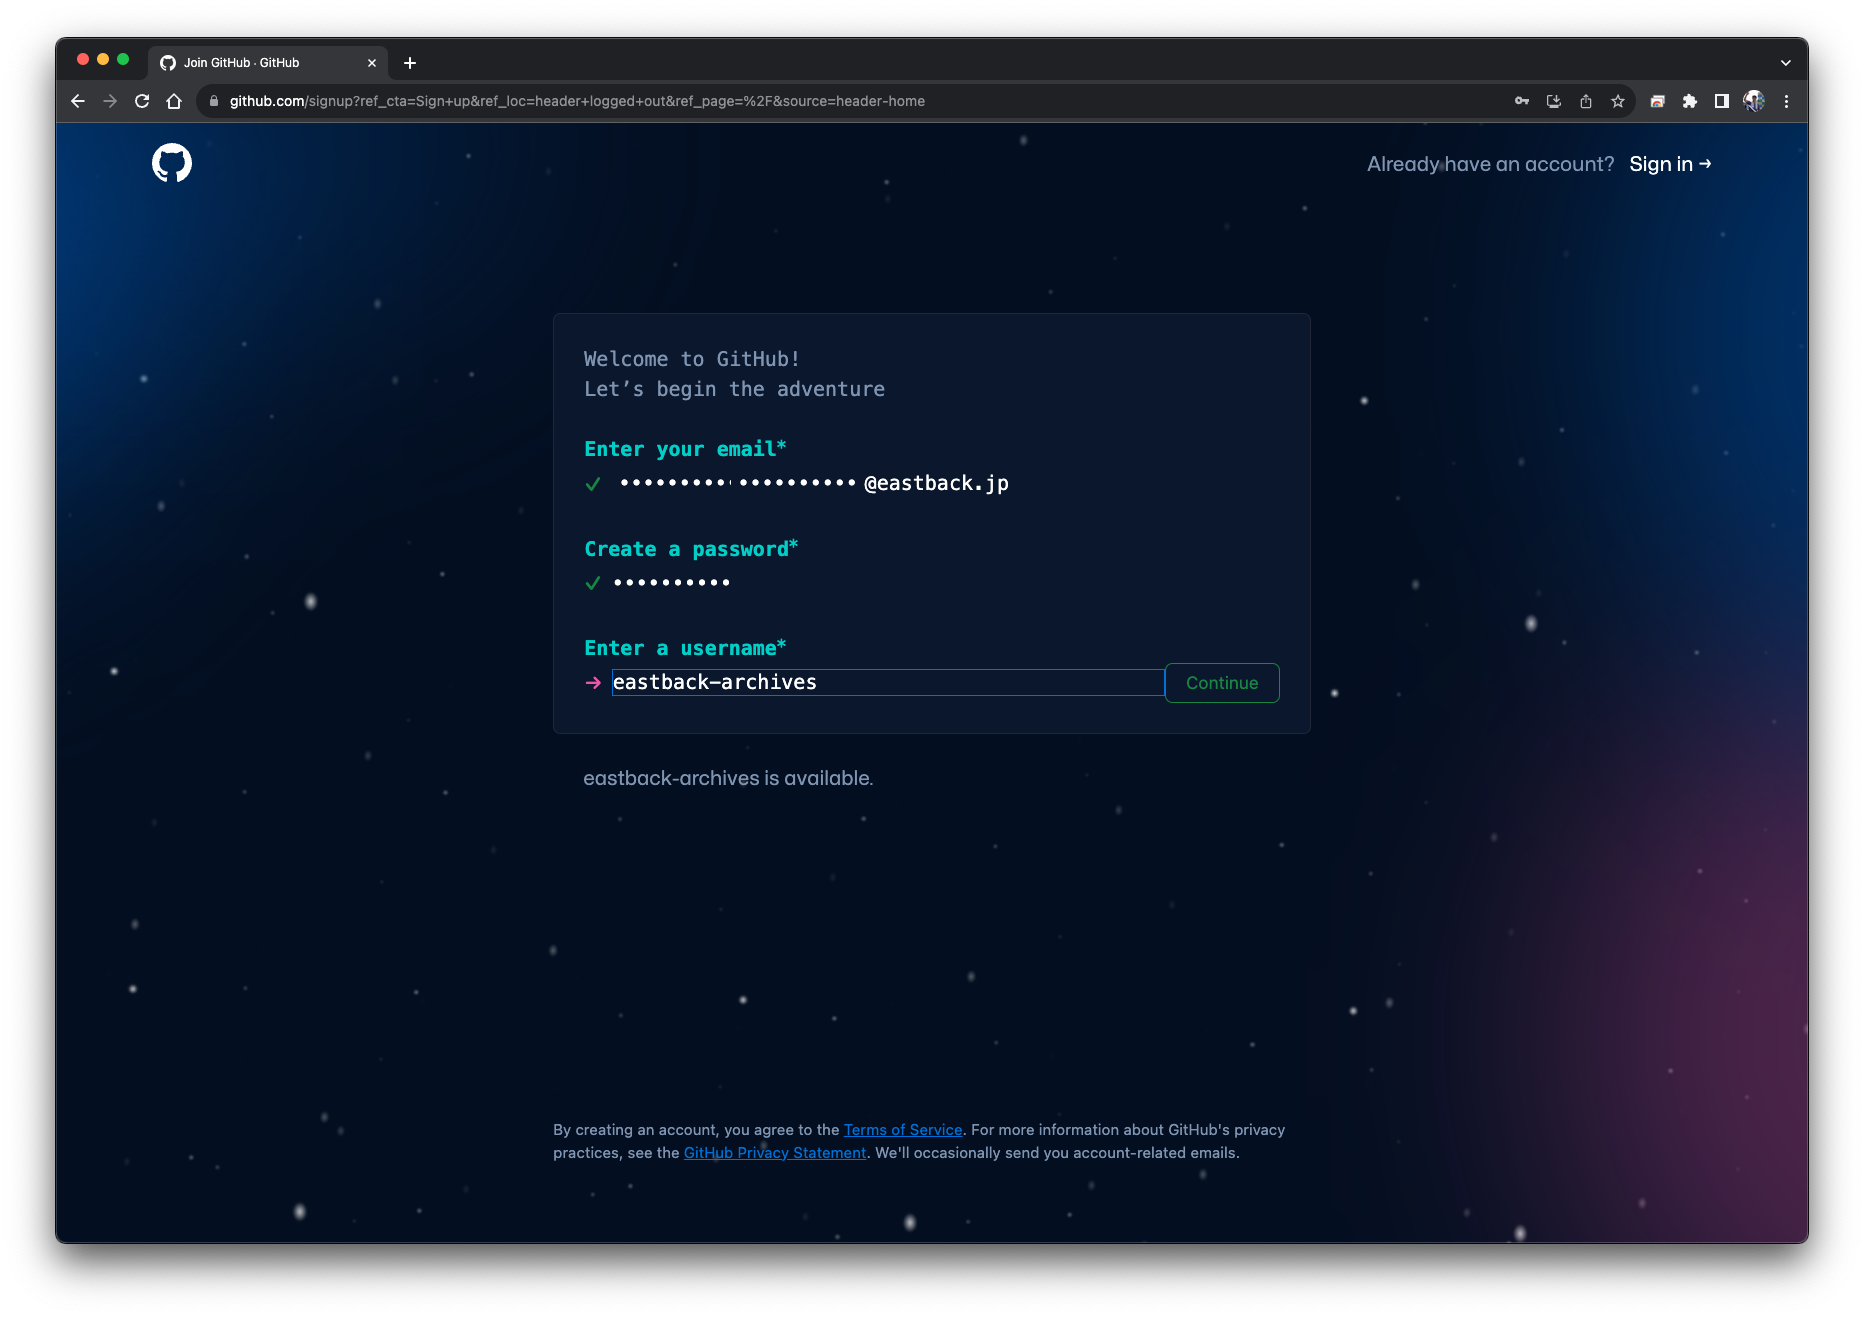 Join GitHub · GitHub
github.com/signup?ref_cta=Sign+up&ref_loc=header+logged+out&ref_page=%2F&source=header-home
Already have an account? Sign in →
Welcome to GitHub!
Let’s begin the adventure
Enter your email*
✓ ••••••••••••••••••••@eastback.jp
Create a password*
✓ ••••••••••
Enter a username*
→ eastback-archives
Continue
eastback-archives is available.
By creating an account, you agree to the Terms of Service. For more information about GitHub's privacy
practices, see the GitHub Privacy Statement. We'll occasionally send you account-related emails.